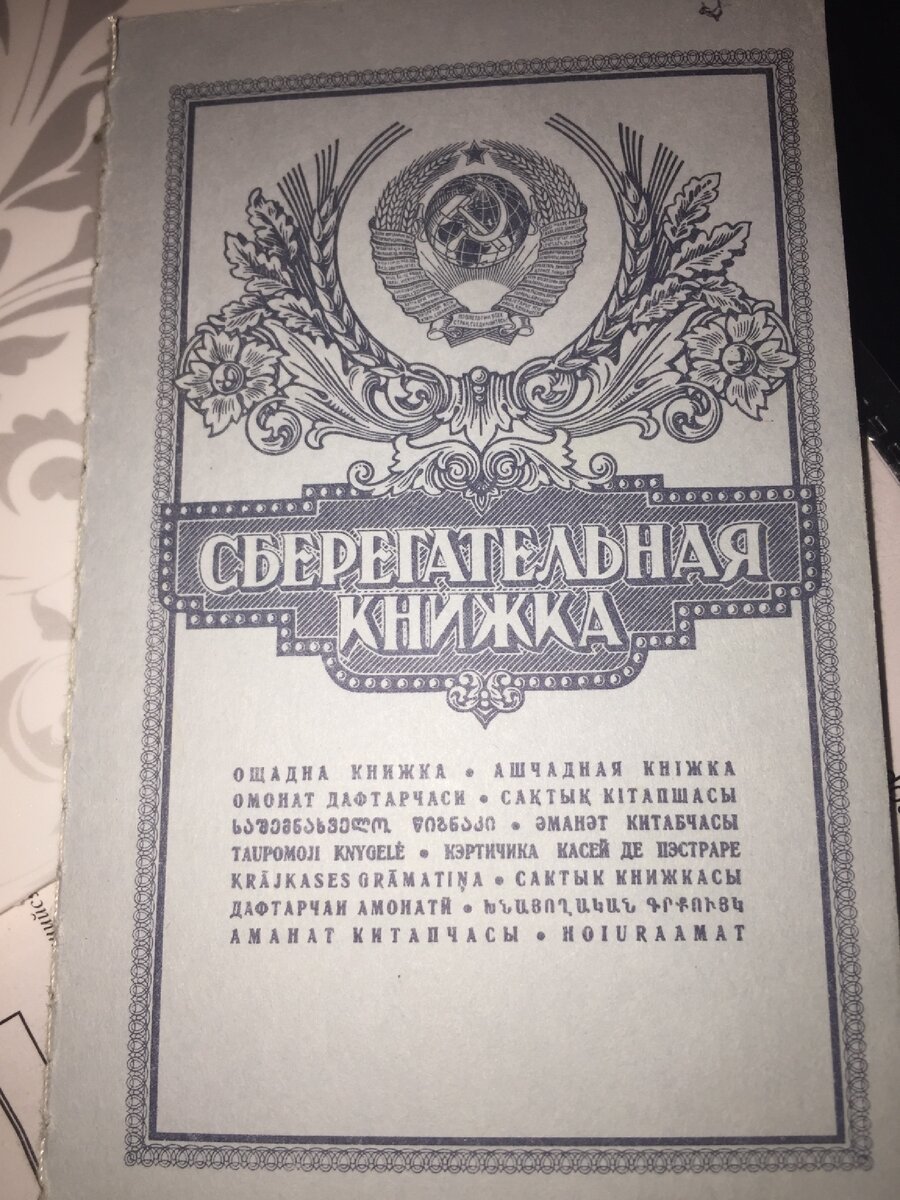 СБЕРЕГАТЕЛЬНАЯ
КНИЖКА
ОЩАДНА КНИЖКА • АШЧАДНАЯ КНІЖКА
ОМОНАТ ДАФТАРЧАСИ • САҚТЫҚ КІТАПШАСЫ
ᲡᲐᲨᲔᲛᲜᲐᲮᲕᲔᲚᲝ ᲬᲘᲒᲜᲐᲙᲘ • ӘМАНӘТ КИТАБЧАСЫ
TAUPOMOJI KNYGELĖ • КЭРТИЧИКА КАСЕЙ ДЕ ПЭСТРАРЕ
KRĀJKASES GRĀMATIŅA • САКТЫК КНИЖКАСЫ
ДАФТАРЧАИ АМОНАТӢ • ԽՆԱՅՈՂԱԿԱՆ ԳՐՔՈՒՅԿ
АМАНАТ КИТАПЧАСЫ • HOIURAAMAT